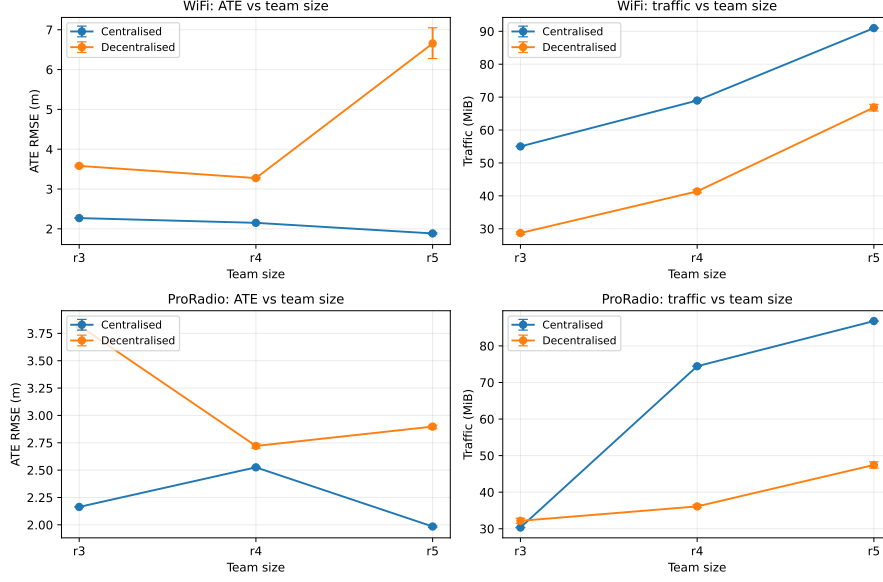 WiFi: ATE vs team size
Centralised
Decentralised
7
6
5
4
3
2
ATE RMSE (m)
r3
r4
r5
Team size
WiFi: traffic vs team size
Centralised
Decentralised
90
80
70
60
50
40
30
Traffic (MiB)
r3
r4
r5
Team size
ProRadio: ATE vs team size
Centralised
Decentralised
3.75
3.50
3.25
3.00
2.75
2.50
2.25
2.00
ATE RMSE (m)
r3
r4
r5
Team size
ProRadio: traffic vs team size
Centralised
Decentralised
80
70
60
50
40
30
Traffic (MiB)
r3
r4
r5
Team size